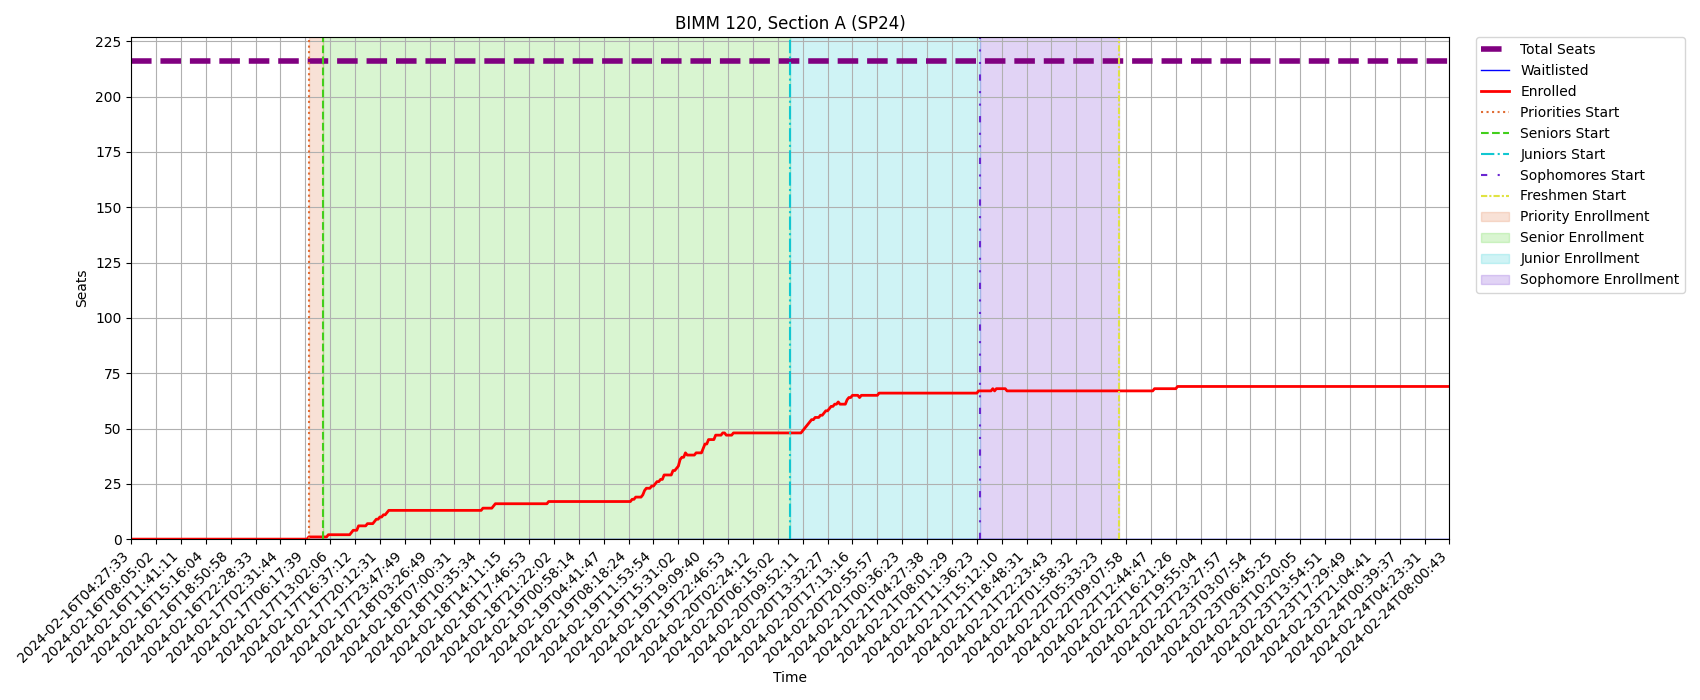 BIMM 120, Section A (SP24)
225
200
175
150
125
100
75
50
25
0
Seats
2024-02-16T04:27:33
2024-02-16T08:05:02
2024-02-16T11:41:11
2024-02-16T15:16:04
2024-02-16T18:50:58
2024-02-16T22:28:33
2024-02-17T02:31:44
2024-02-17T06:17:39
2024-02-17T13:02:06
2024-02-17T16:37:12
2024-02-17T20:12:31
2024-02-17T23:47:49
2024-02-18T03:26:49
2024-02-18T07:00:31
2024-02-18T10:35:34
2024-02-18T14:11:15
2024-02-18T17:46:53
2024-02-18T21:22:02
2024-02-19T00:58:14
2024-02-19T04:41:47
2024-02-19T08:18:24
2024-02-19T11:53:54
2024-02-19T15:31:02
2024-02-19T19:09:40
2024-02-19T22:46:53
2024-02-20T02:24:12
2024-02-20T06:15:02
2024-02-20T09:52:11
2024-02-20T13:32:27
2024-02-20T17:13:16
2024-02-20T20:55:57
2024-02-21T00:36:23
2024-02-21T04:27:38
2024-02-21T08:01:29
2024-02-21T11:36:23
2024-02-21T15:12:10
2024-02-21T18:48:31
2024-02-21T22:23:43
2024-02-22T01:58:32
2024-02-22T05:33:23
2024-02-22T09:07:58
2024-02-22T12:44:47
2024-02-22T16:21:26
2024-02-22T19:55:04
2024-02-22T23:27:57
2024-02-23T03:07:54
2024-02-23T06:45:25
2024-02-23T10:20:05
2024-02-23T13:54:51
2024-02-23T17:29:49
2024-02-23T21:04:41
2024-02-24T00:39:37
2024-02-24T04:23:31
2024-02-24T08:00:43
Time
Total Seats
Waitlisted
Enrolled
Priorities Start
Seniors Start
Juniors Start
Sophomores Start
Freshmen Start
Priority Enrollment
Senior Enrollment
Junior Enrollment
Sophomore Enrollment